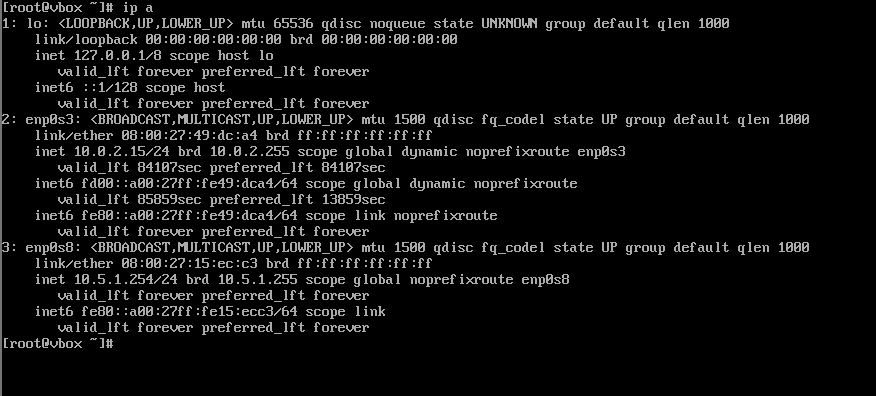 [root@vbox ~]# ip a
1: lo: <LOOPBACK,UP,LOWER_UP> mtu 65536 qdisc noqueue state UNKNOWN group default qlen 1000
    link/loopback 00:00:00:00:00:00 brd 00:00:00:00:00:00
    inet 127.0.0.1/8 scope host lo
       valid_lft forever preferred_lft forever
    inet6 ::1/128 scope host
       valid_lft forever preferred_lft forever
2: enp0s3: <BROADCAST,MULTICAST,UP,LOWER_UP> mtu 1500 qdisc fq_codel state UP group default qlen 1000
    link/ether 08:00:27:49:dc:a4 brd ff:ff:ff:ff:ff:ff
    inet 10.0.2.15/24 brd 10.0.2.255 scope global dynamic noprefixroute enp0s3
       valid_lft 84107sec preferred_lft 84107sec
    inet6 fd00::a00:27ff:fe49:dca4/64 scope global dynamic noprefixroute
       valid_lft 85859sec preferred_lft 13859sec
    inet6 fe80::a00:27ff:fe49:dca4/64 scope link noprefixroute
       valid_lft forever preferred_lft forever
3: enp0s8: <BROADCAST,MULTICAST,UP,LOWER_UP> mtu 1500 qdisc fq_codel state UP group default qlen 1000
    link/ether 08:00:27:15:ec:c3 brd ff:ff:ff:ff:ff:ff
    inet 10.5.1.254/24 brd 10.5.1.255 scope global noprefixroute enp0s8
       valid_lft forever preferred_lft forever
    inet6 fe80::a00:27ff:fe15:ecc3/64 scope link
       valid_lft forever preferred_lft forever
[root@vbox ~]#